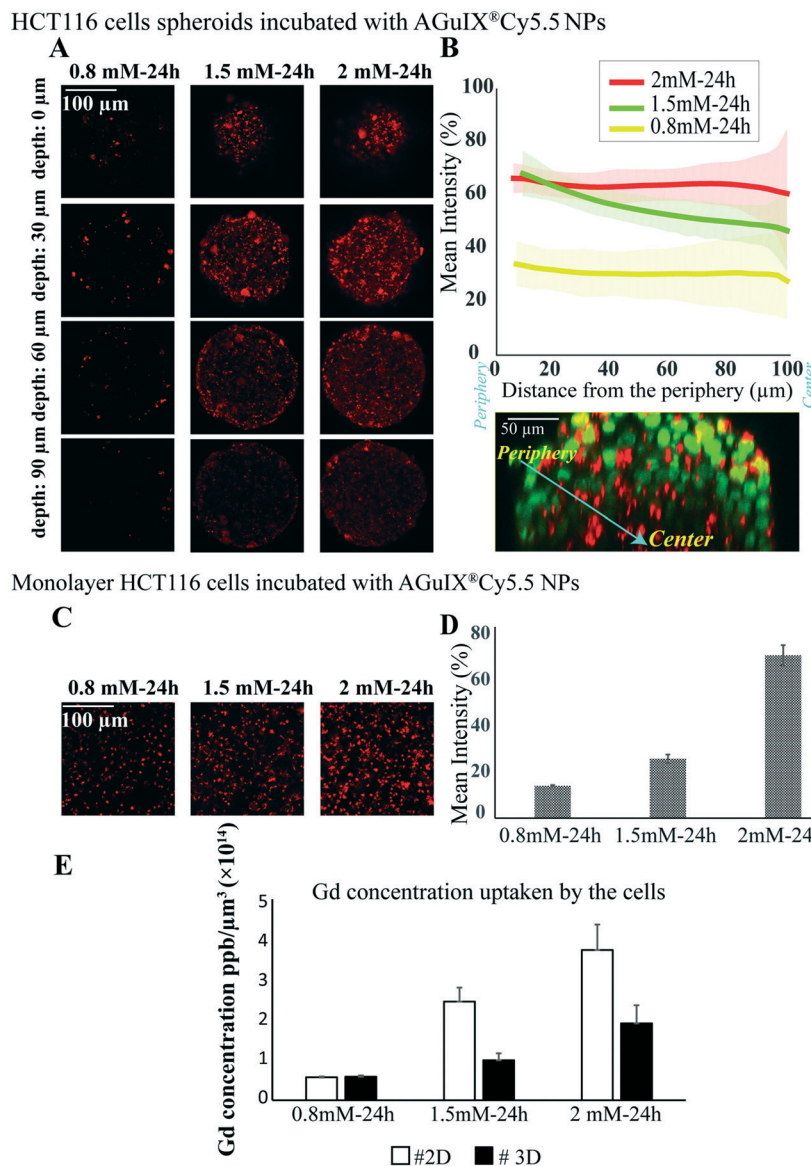 HCT116 cells spheroids incubated with AGuIX®Cy5.5 NPs
A
0.8 mM-24h 1.5 mM-24h 2 mM-24h
100 µm
depth: 0 µm
depth: 30 µm
depth: 60 µm
depth: 90 µm
B
2mM-24h
1.5mM-24h
0.8mM-24h
Mean Intensity (%)
100
80
60
40
20
0
0 20 40 60 80 100
Periphery
Distance from the periphery (µm)
Center
50 µm
Periphery
Center
Monolayer HCT116 cells incubated with AGuIX®Cy5.5 NPs
C
0.8 mM-24h 1.5 mM-24h 2 mM-24h
100 µm
D
Mean Intensity (%)
80
60
40
20
0
0.8mM-24h 1.5mM-24h 2mM-24
E
Gd concentration uptaken by the cells
Gd concentration ppb/µm³ (×10¹⁴)
5
4
3
2
1
0
0.8mM-24h 1.5mM-24h 2 mM-24h
#2D # 3D